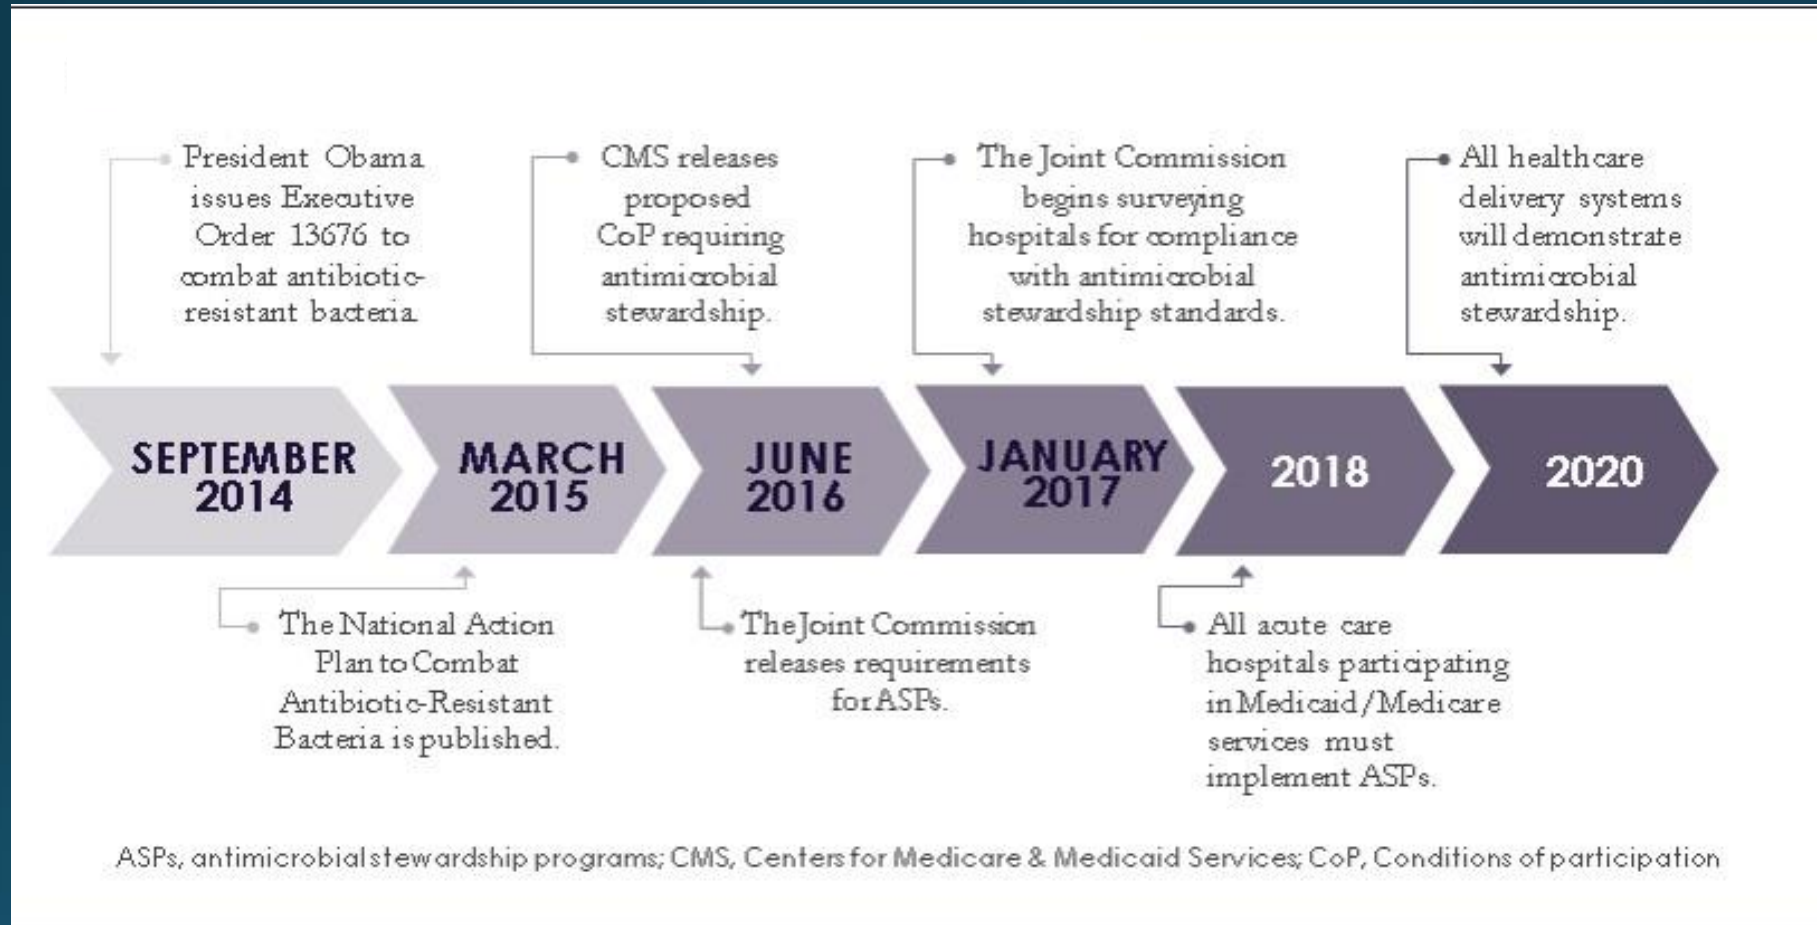 President Obama
issues Executive
Order 13676 to
combat antibiotic-
resistant bacteria
CMS releases
proposed
CoP requiring
antimicrobial
stewardship.
The Joint Commission
begins surveying
hospitals for compliance
with antimicrobial
stewardship standards.
All healthcare
delivery systems
will demonstrate
antimicrobial
stewardship.
SEPTEMBER
2014
MARCH
2015
JUNE
2016
JANUARY
2017
2018
2020
The National Action
Plan to Combat
Antibiotic-Resistant
Bacteria is published.
The Joint Commission
releases requirements
for ASPs.
All acute care
hospitals participating
in Medicaid/Medicare
services must
implement ASPs.
ASPs, antimicrobial stewardship programs; CMS, Centers for Medicare & Medicaid Services; CoP, Conditions of participation